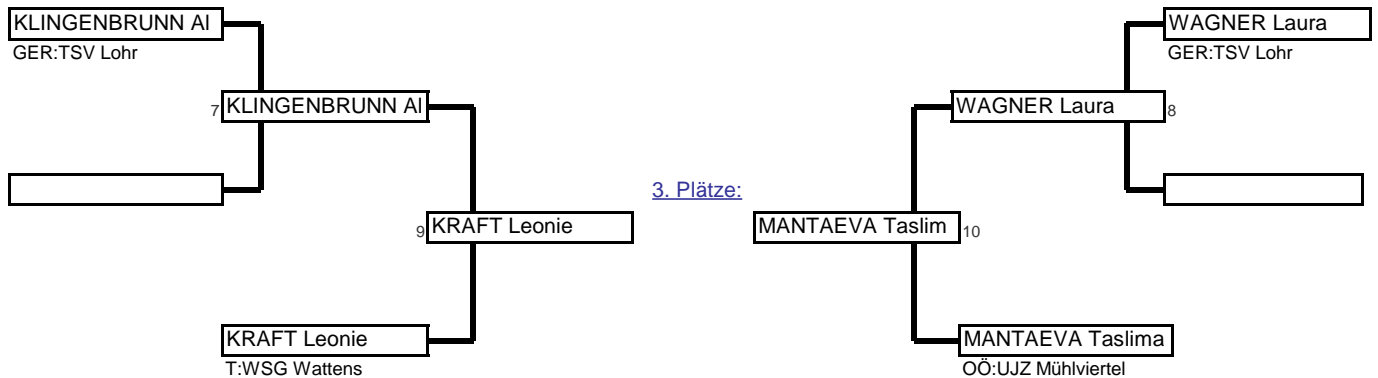 KLINGENBRUNN Al
GER:TSV Lohr
WAGNER Laura
GER:TSV Lohr
7
KLINGENBRUNN Al
WAGNER Laura
8
3. Plätze:
9
KRAFT Leonie
MANTAEVA Taslim
10
KRAFT Leonie
T:WSG Wattens
MANTAEVA Taslima
OÖ:UJZ Mühlviertel